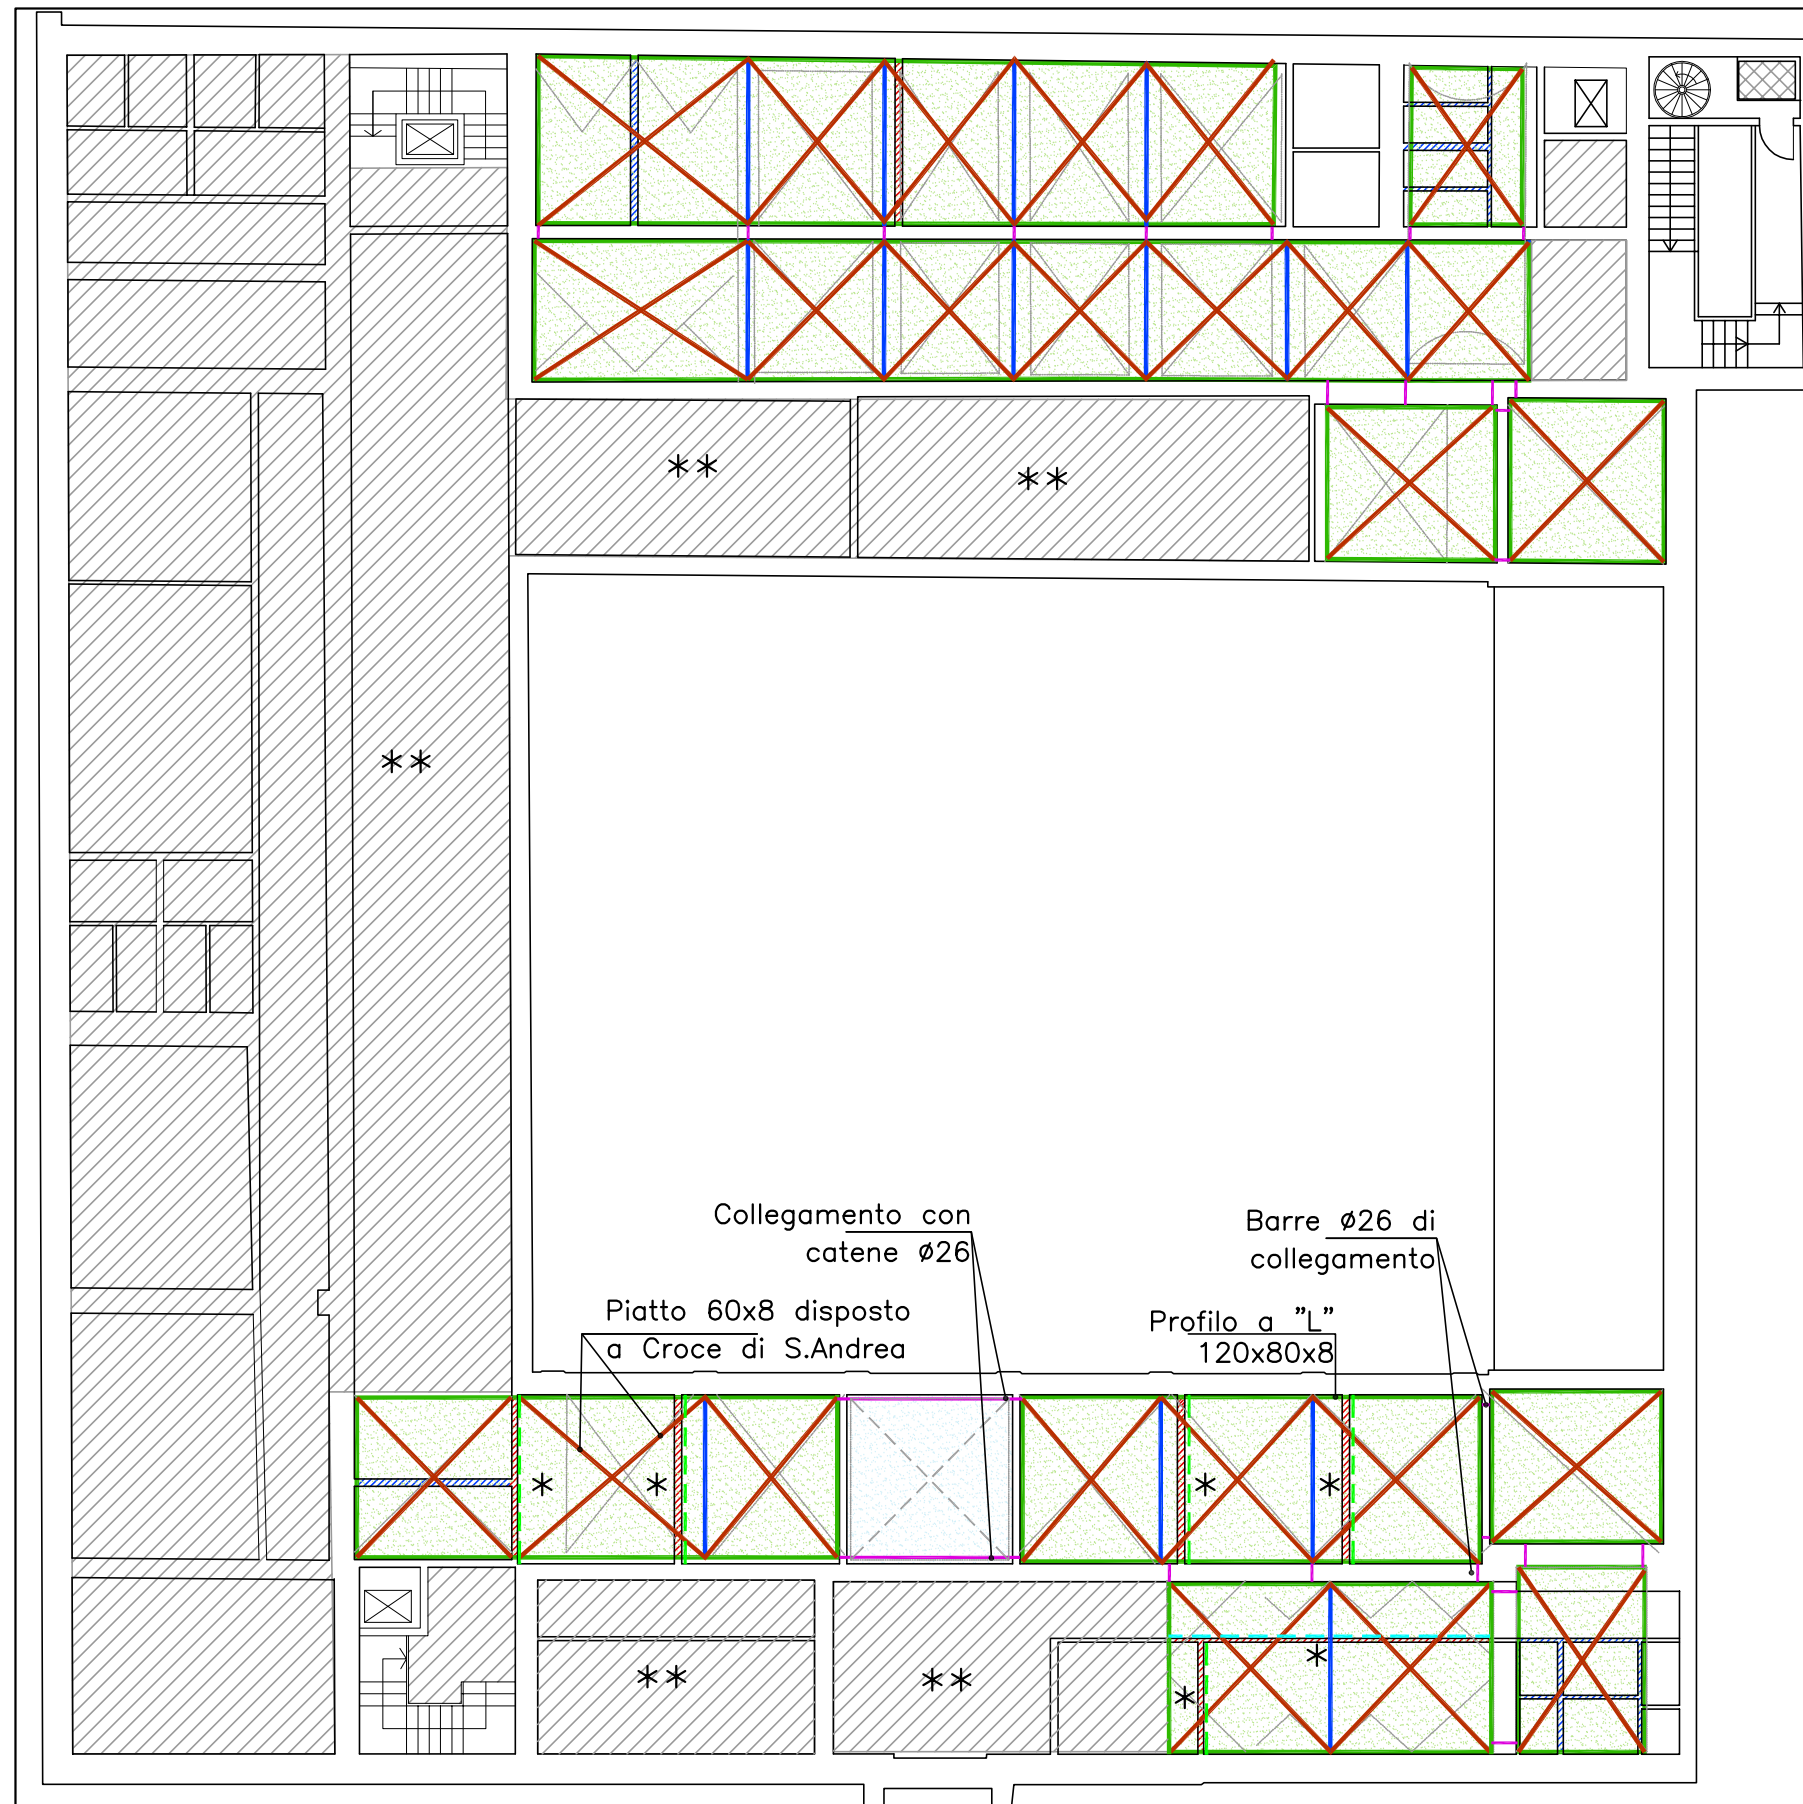 **
**
**
Collegamento con
catene ø26
Barre ø26 di
collegamento
Piatto 60x8 disposto
a Croce di S.Andrea
Profilo a "L"
120x80x8
*
*
*
*
*
*
**
**